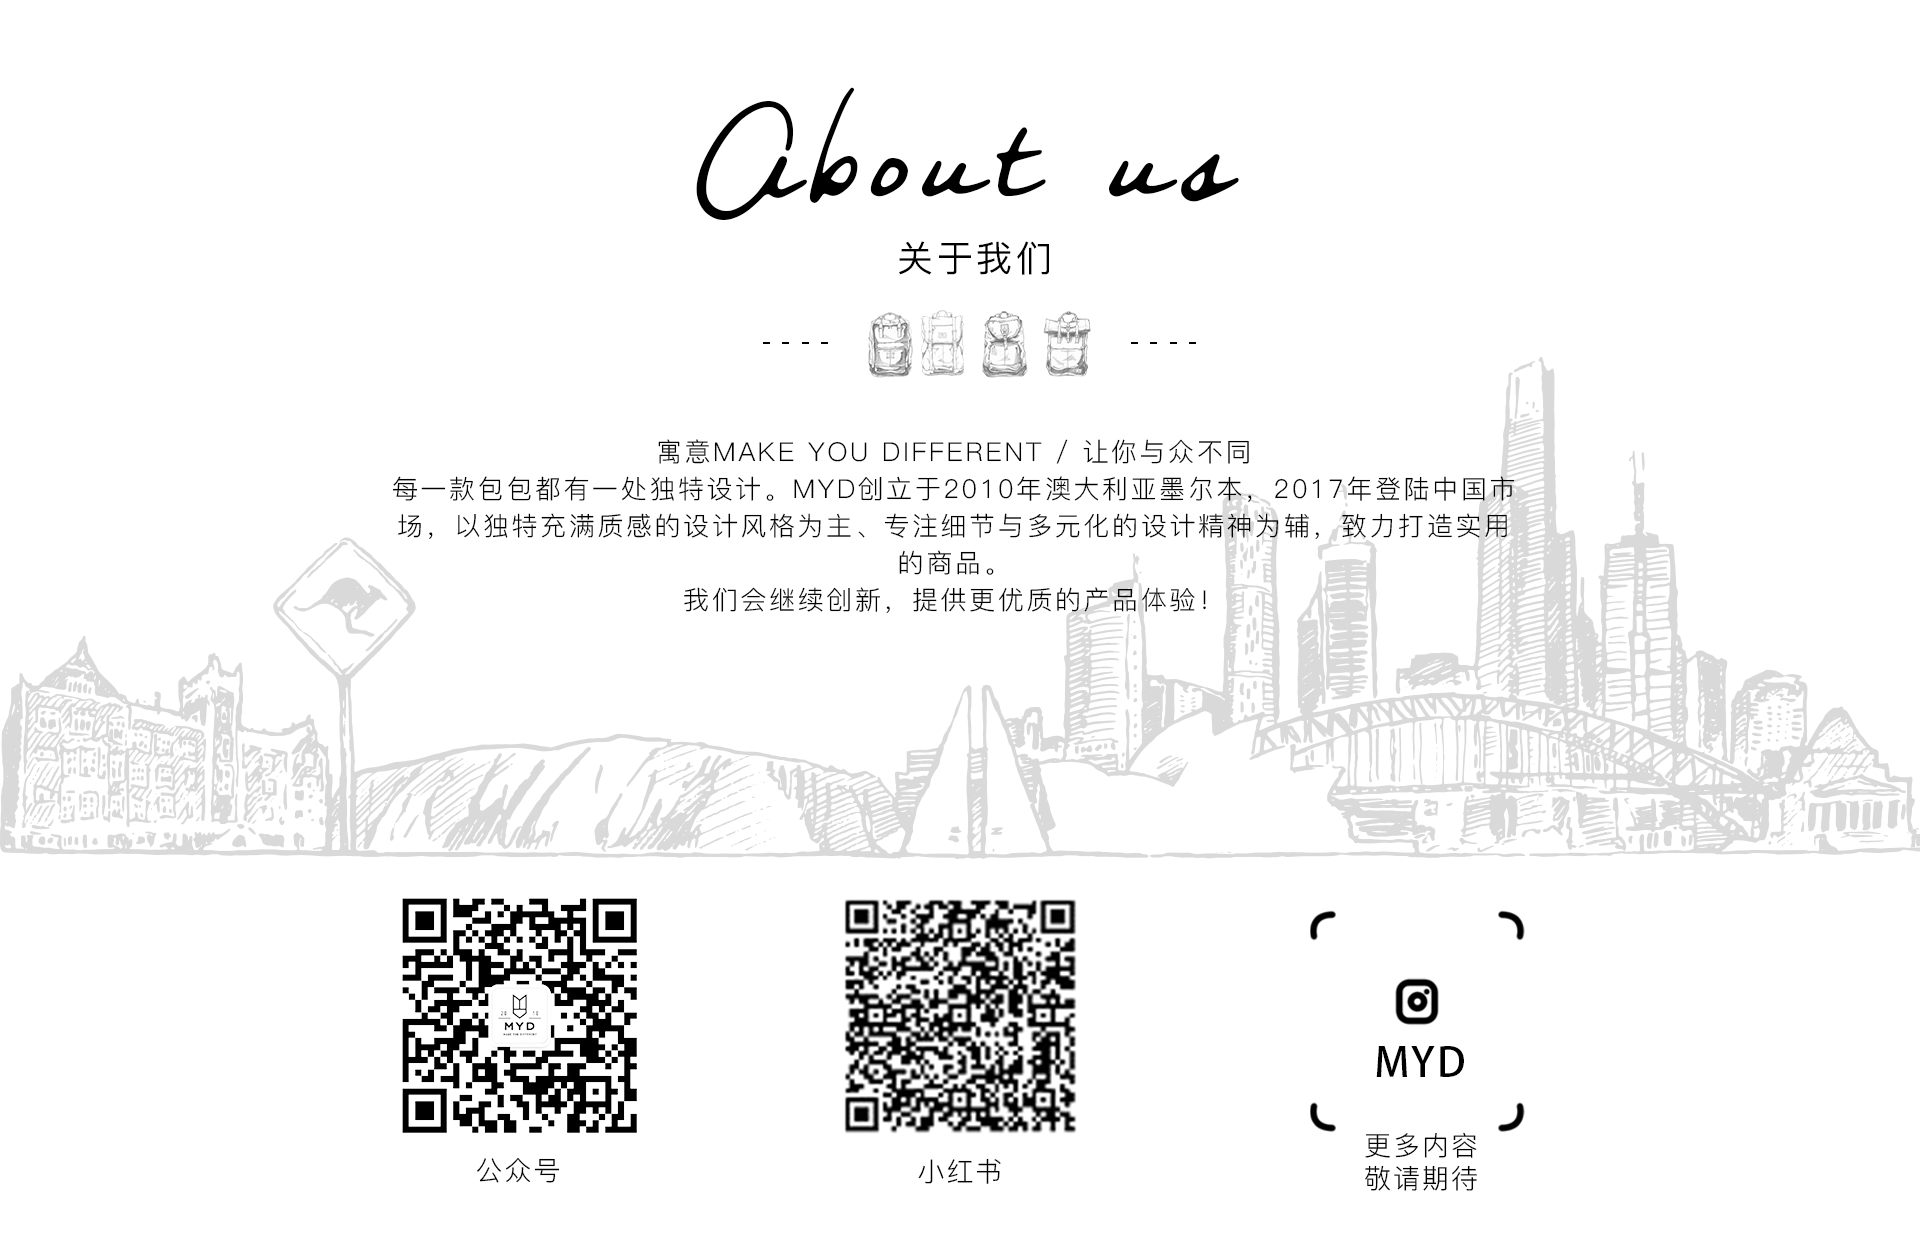 About us
关于我们
寓意MAKE YOU DIFFERENT / 让你与众不同
每一款包包都有一处独特设计。MYD创立于2010年澳大利亚墨尔本，2017年登陆中国市
场，以独特充满质感的设计风格为主、专注细节与多元化的设计精神为辅，致力打造实用
的商品。
我们会继续创新，提供更优质的产品体验！
20 10
MYD
公众号
小红书
MYD
更多内容
敬请期待